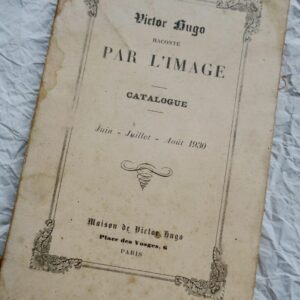 Victor Hugo
RACONTÉ
PAR L'IMAGE
CATALOGUE
Juin - Juillet - Août 1930
Maison de Victor Hugo
Place des Vosges, 6
PARIS